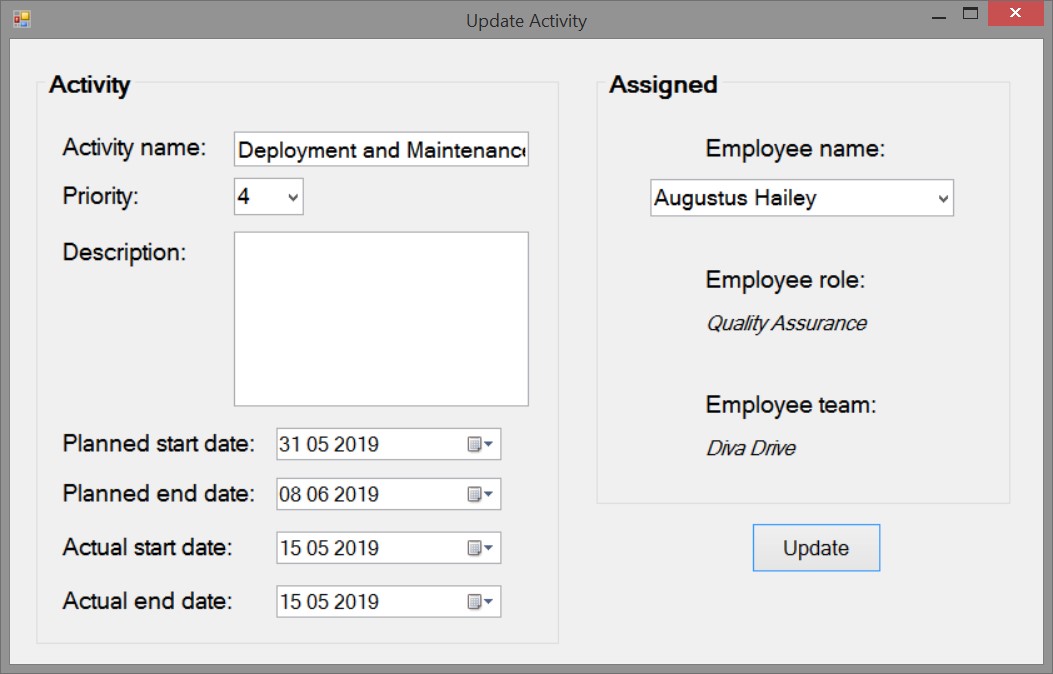 Update Activity
Activity
Activity name: Deployment and Maintenance
Priority: 4
Description:
Planned start date: 31 05 2019
Planned end date: 08 06 2019
Actual start date: 15 05 2019
Actual end date: 15 05 2019
Assigned
Employee name:
Augustus Hailey
Employee role:
Quality Assurance
Employee team:
Diva Drive
Update